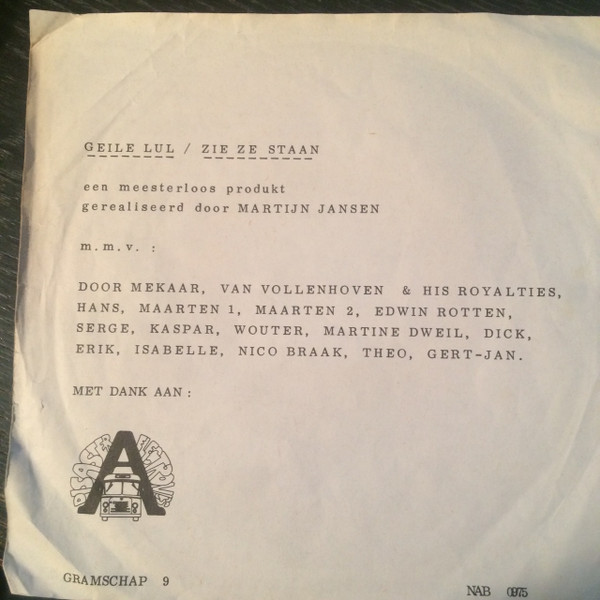 GEILE LUL / ZIE ZE STAAN
een meesterloos produkt
gerealiseerd door MARTIJN JANSEN
m.m.v. :
DOOR MEKAAR, VAN VOLLENHOVEN & HIS ROYALTIES,
HANS, MAARTEN 1, MAARTEN 2, EDWIN ROTTEN,
SERGE, KASPAR, WOUTER, MARTINE DWEIL, DICK,
ERIK, ISABELLE, NICO BRAAK, THEO, GERT-JAN.
MET DANK AAN:
A
GRAMSCHAP 9
NAB 0975